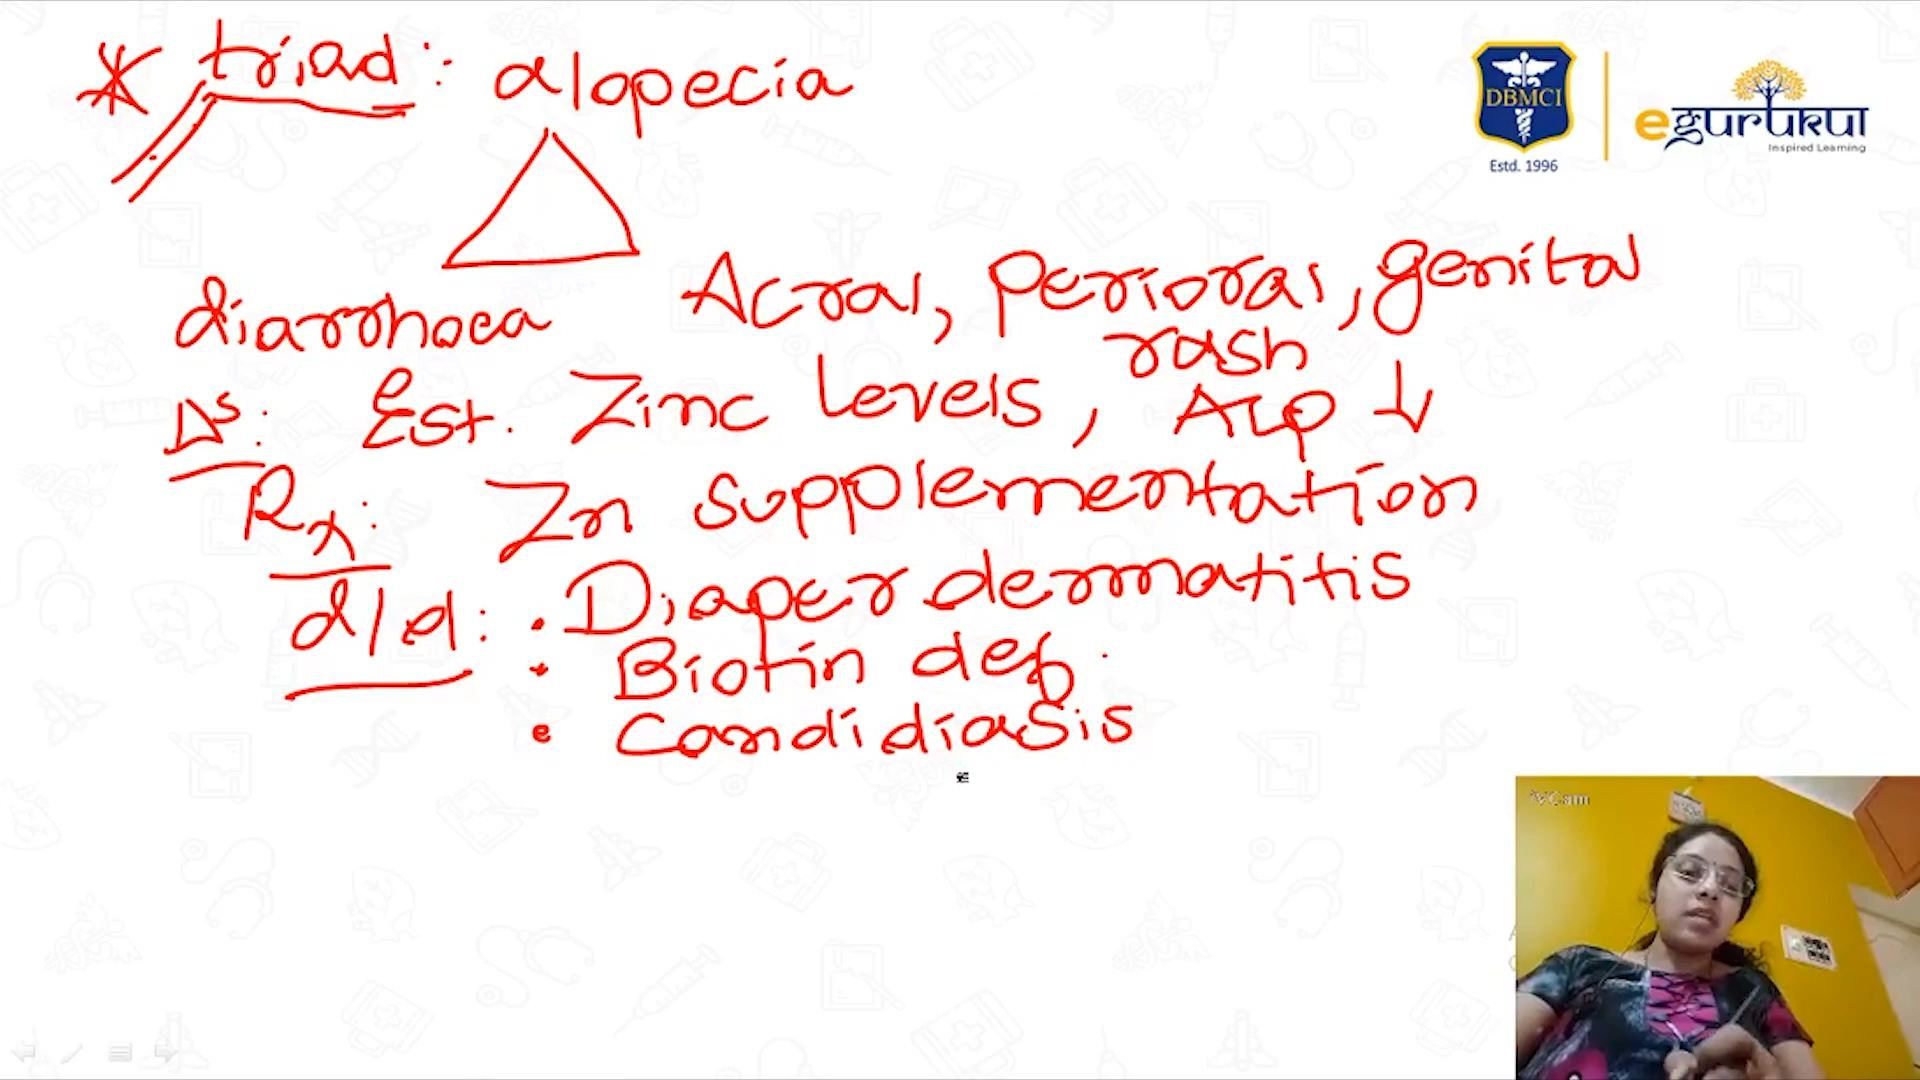 triad: alopecia
diarrhoea Acral, perioral, genital
rash
Δs: Est. Zinc levels, ALP ↓
Rx: Zn supplementation
d/d: • Diaper dermatitis
• Biotin def.
• Candidiasis
DBMCI
Estd. 1996
egurukul
Inspired Learning
iVCam